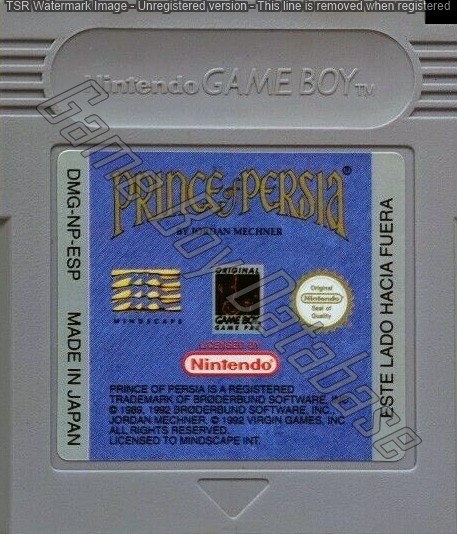 TSR Watermark Image - Unregistered version - This line is removed when registered
Nintendo GAME BOY TM
PRINCE of PERSIA®
BY JORDAN MECHNER
DMG-NP-ESP MADE IN JAPAN
MINDSCAPE
ORIGINAL
GAME BOY
GAME PAK
Original
Nintendo
Seal of
Quality
LICENSED BY
Nintendo
PRINCE OF PERSIA IS A REGISTERED
TRADEMARK OF BRØDERBUND SOFTWARE, INC.
© 1989, 1992 BRØDERBUND SOFTWARE, INC.,
JORDAN MECHNER. © 1992 VIRGIN GAMES, INC.
ALL RIGHTS RESERVED.
LICENSED TO MINDSCAPE INT.
ESTE LADO HACIA FUERA
Game Boy Database